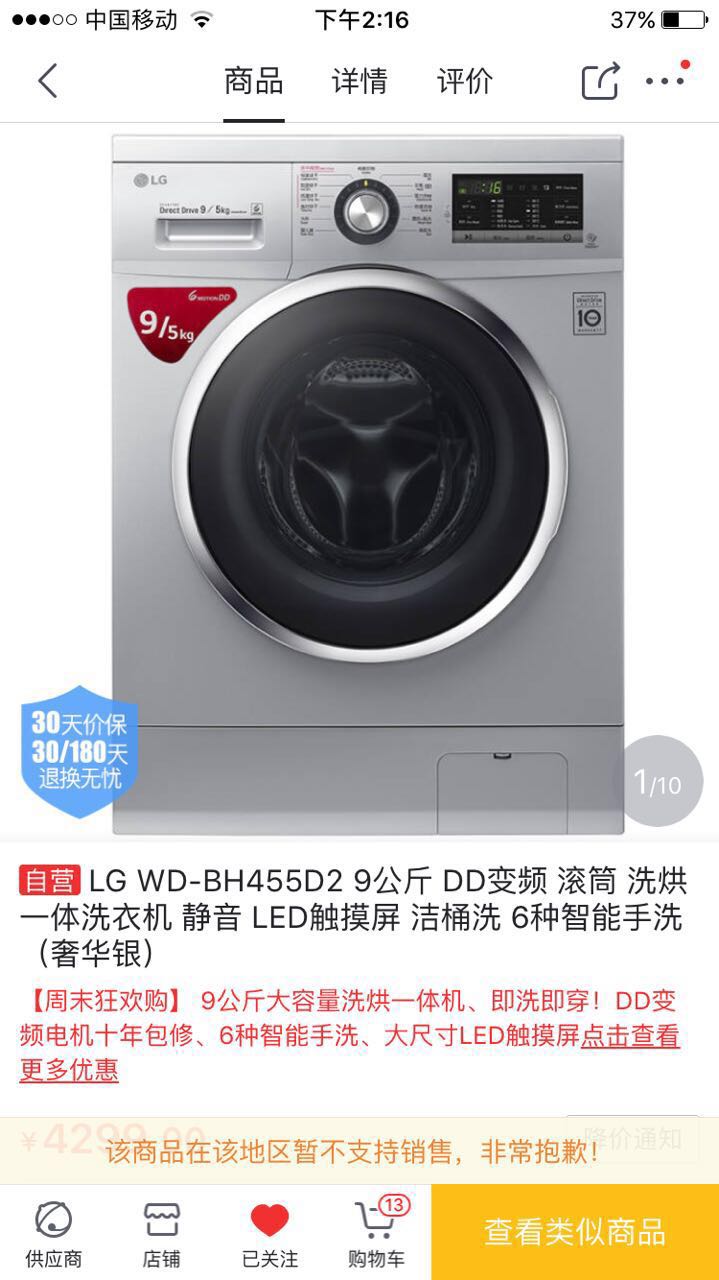 中国移动
下午2:16
37%
商品
详情
评价
LG
Direct Drive 9/5kg
:16
6 MOTION DD
9/5kg
10
30天价保
30/180天
退换无忧
1/10
自营 LG WD-BH455D2 9公斤 DD变频 滚筒 洗烘
一体洗衣机 静音 LED触摸屏 洁桶洗 6种智能手洗
（奢华银）
【周末狂欢购】 9公斤大容量洗烘一体机、即洗即穿！DD变
频电机十年包修、6种智能手洗、大尺寸LED触摸屏点击查看
更多优惠
¥4299.00
降价通知
该商品在该地区暂不支持销售，非常抱歉！
供应商
店铺
已关注
13
购物车
查看类似商品